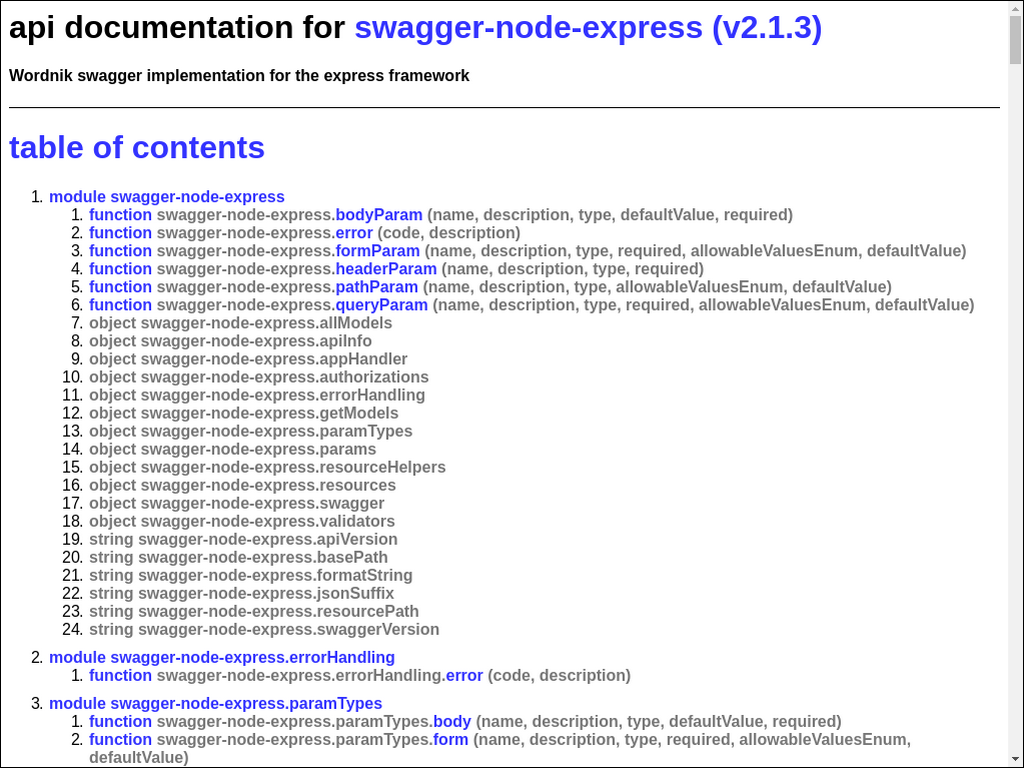 api documentation for swagger-node-express (v2.1.3)
Wordnik swagger implementation for the express framework
table of contents
1. module swagger-node-express
1. function swagger-node-express.bodyParam (name, description, type, defaultValue, required)
2. function swagger-node-express.error (code, description)
3. function swagger-node-express.formParam (name, description, type, required, allowableValuesEnum, defaultValue)
4. function swagger-node-express.headerParam (name, description, type, required)
5. function swagger-node-express.pathParam (name, description, type, allowableValuesEnum, defaultValue)
6. function swagger-node-express.queryParam (name, description, type, required, allowableValuesEnum, defaultValue)
7. object swagger-node-express.allModels
8. object swagger-node-express.apiInfo
9. object swagger-node-express.appHandler
10. object swagger-node-express.authorizations
11. object swagger-node-express.errorHandling
12. object swagger-node-express.getModels
13. object swagger-node-express.paramTypes
14. object swagger-node-express.params
15. object swagger-node-express.resourceHelpers
16. object swagger-node-express.resources
17. object swagger-node-express.swagger
18. object swagger-node-express.validators
19. string swagger-node-express.apiVersion
20. string swagger-node-express.basePath
21. string swagger-node-express.formatString
22. string swagger-node-express.jsonSuffix
23. string swagger-node-express.resourcePath
24. string swagger-node-express.swaggerVersion
2. module swagger-node-express.errorHandling
1. function swagger-node-express.errorHandling.error (code, description)
3. module swagger-node-express.paramTypes
1. function swagger-node-express.paramTypes.body (name, description, type, defaultValue, required)
2. function swagger-node-express.paramTypes.form (name, description, type, required, allowableValuesEnum,
defaultValue)